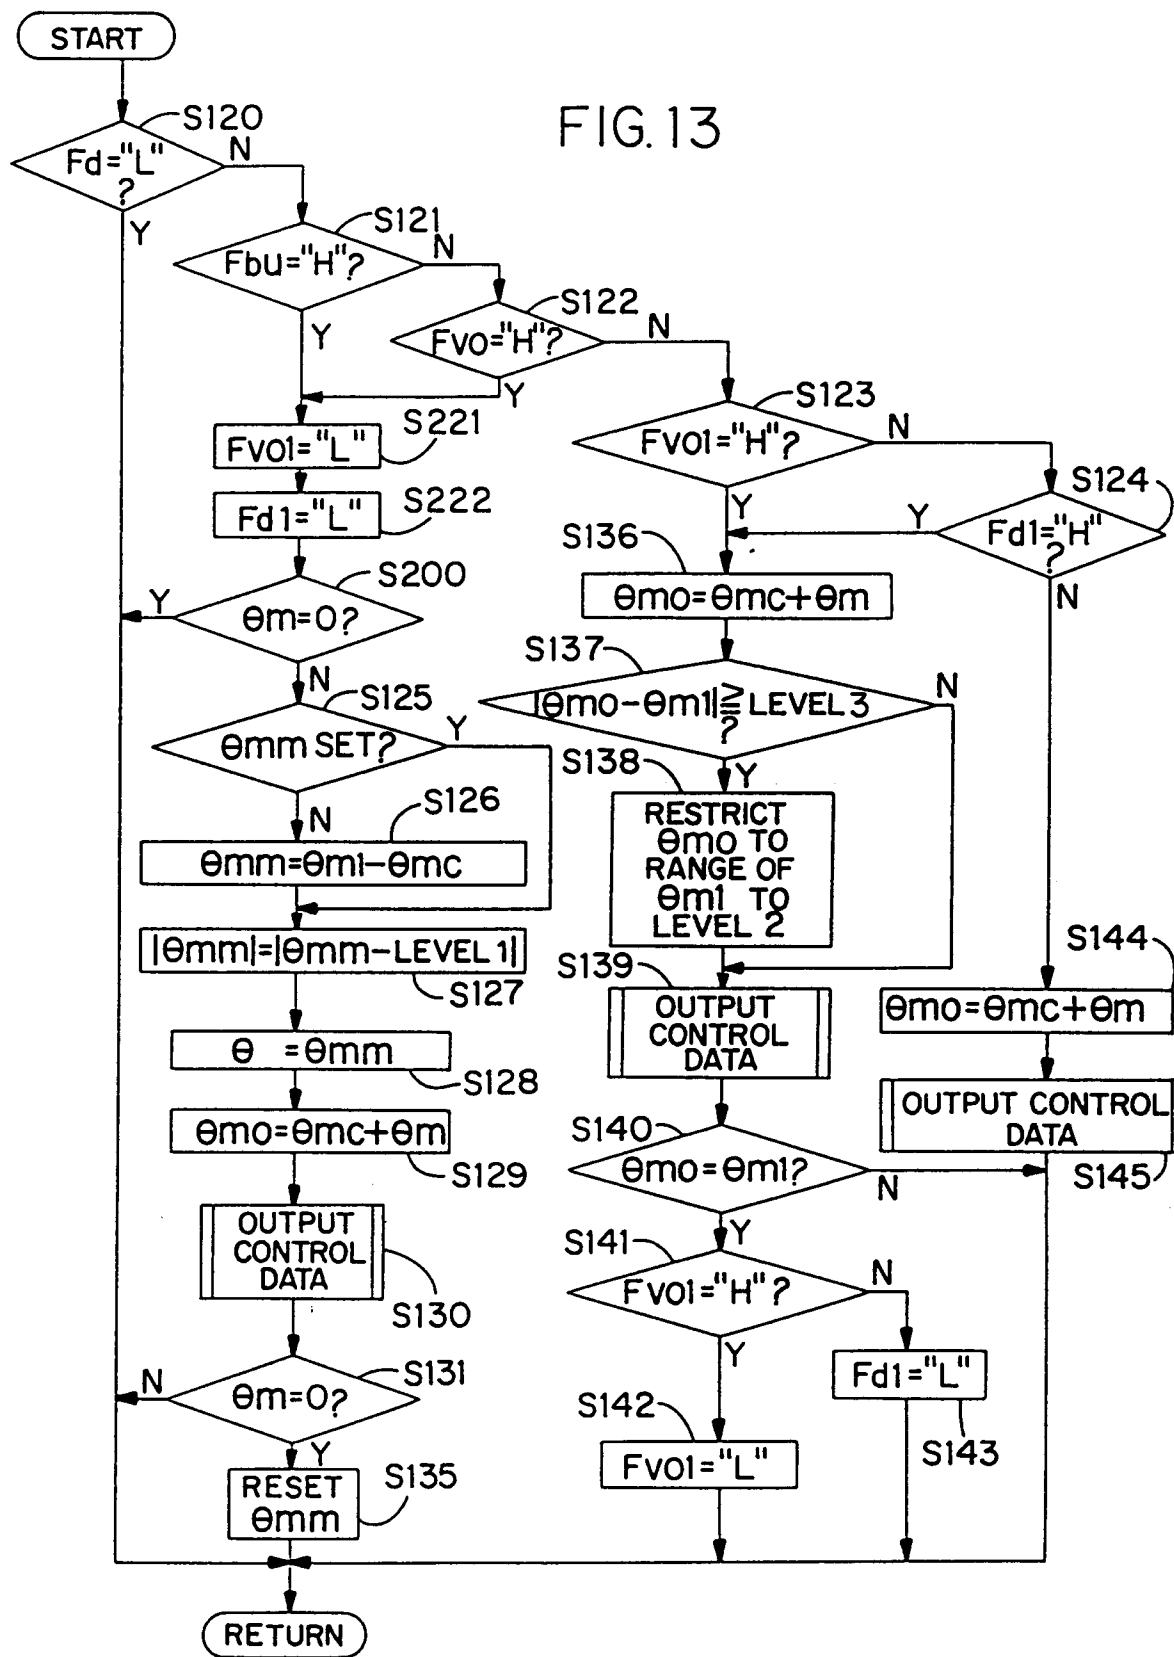 START
FIG. 13
S120
Fd="L"
?
N
Y
S121
Fbu="H"?
N
Y
S122
Fvo="H"?
N
Y
S123
Fvo1="H"?
N
Y
S124
Fd1="H"
?
Y
N
S221
Fvo1="L"
S222
Fd1="L"
S200
θm=0?
Y
N
S125
θmm SET?
Y
N
S126
θmm=θm1-θmc
|θmm|=|θmm-LEVEL 1|
S127
θ =θmm
S128
θmo=θmc+θm
S129
OUTPUT
CONTROL
DATA
S130
S131
θm=0?
N
Y
S135
RESET
θmm
RETURN
S136
θmo=θmc+θm
S137
|θmo-θm1|≧LEVEL 3
?
N
Y
S138
RESTRICT
θmo TO
RANGE OF
θm1 TO
LEVEL 2
S139
OUTPUT
CONTROL
DATA
S140
θmo=θm1?
N
Y
S141
Fvo1="H"?
N
Y
S142
Fvo1="L"
Fd1="L"
S143
S144
θmo=θmc+θm
OUTPUT CONTROL
DATA
S145